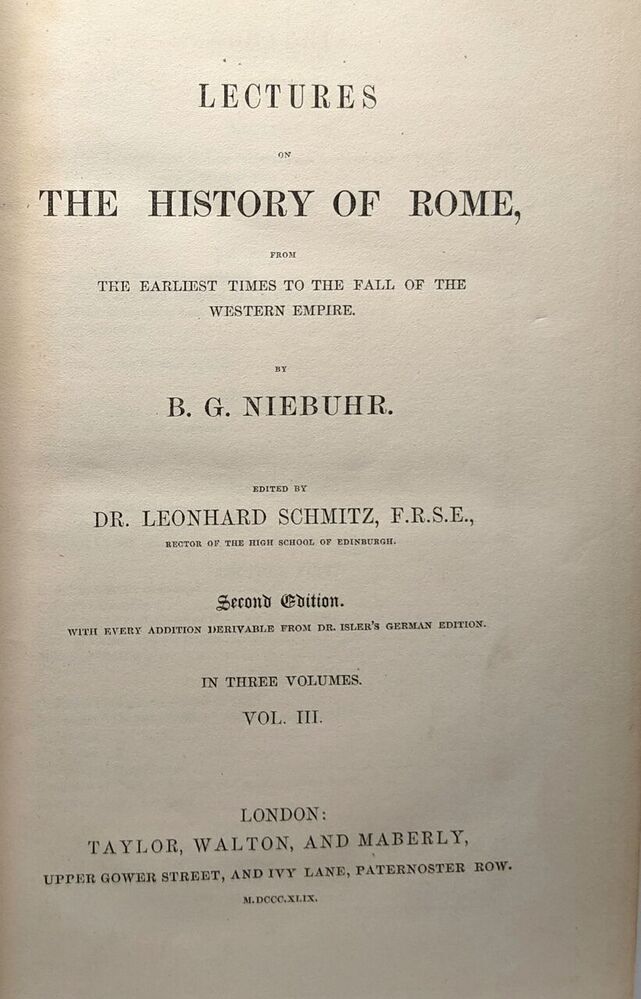 LECTURES
ON
THE HISTORY OF ROME,
FROM
THE EARLIEST TIMES TO THE FALL OF THE
WESTERN EMPIRE.
BY
B. G. NIEBUHR.
EDITED BY
DR. LEONHARD SCHMITZ, F.R.S.E.,
RECTOR OF THE HIGH SCHOOL OF EDINBURGH.
Second Edition.
WITH EVERY ADDITION DERIVABLE FROM DR. ISLER'S GERMAN EDITION.
IN THREE VOLUMES.
VOL. III.
LONDON:
TAYLOR, WALTON, AND MABERLY,
UPPER GOWER STREET, AND IVY LANE, PATERNOSTER ROW.
M.DCCC.XLIX.